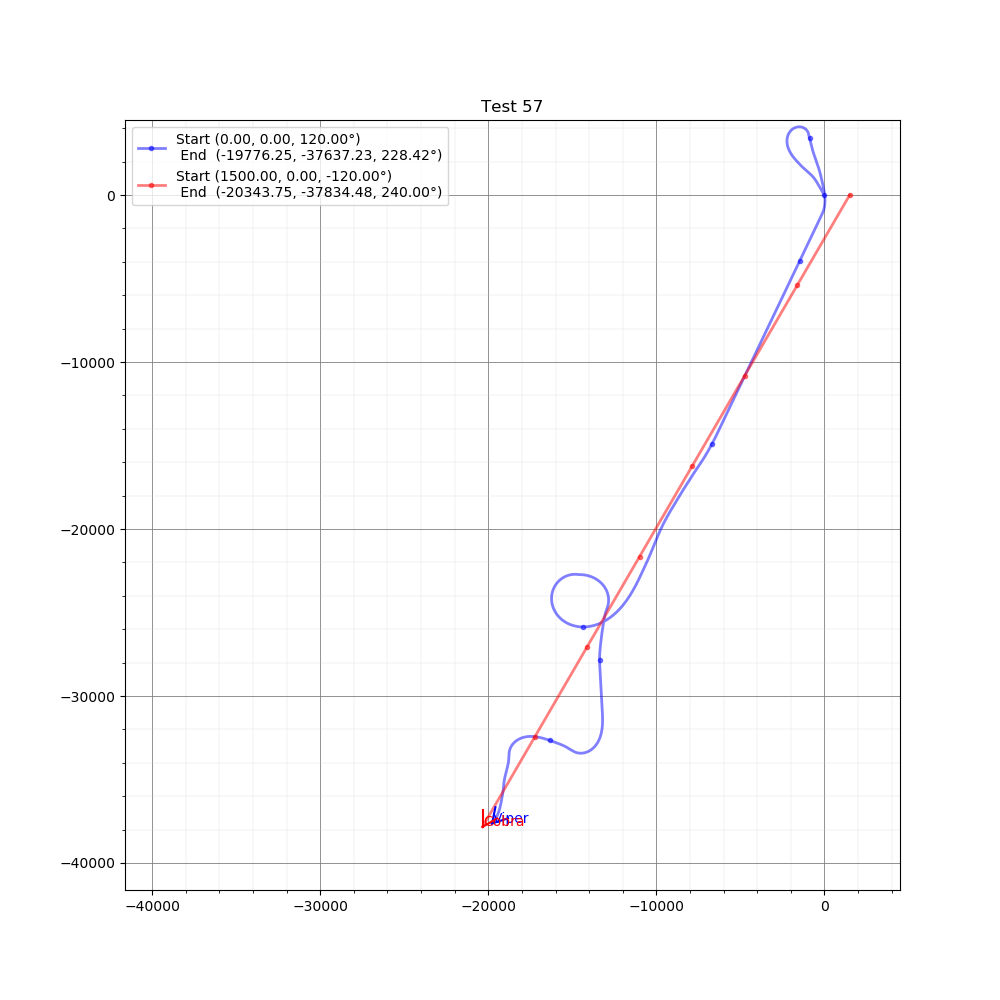 Test 57
Start (0.00, 0.00, 120.00°)
End (-19776.25, -37637.23, 228.42°)
Start (1500.00, 0.00, -120.00°)
End (-20343.75, -37834.48, 240.00°)
0
−10000
−20000
−30000
−40000
Viper
Cobra
−40000 −30000 −20000 −10000 0